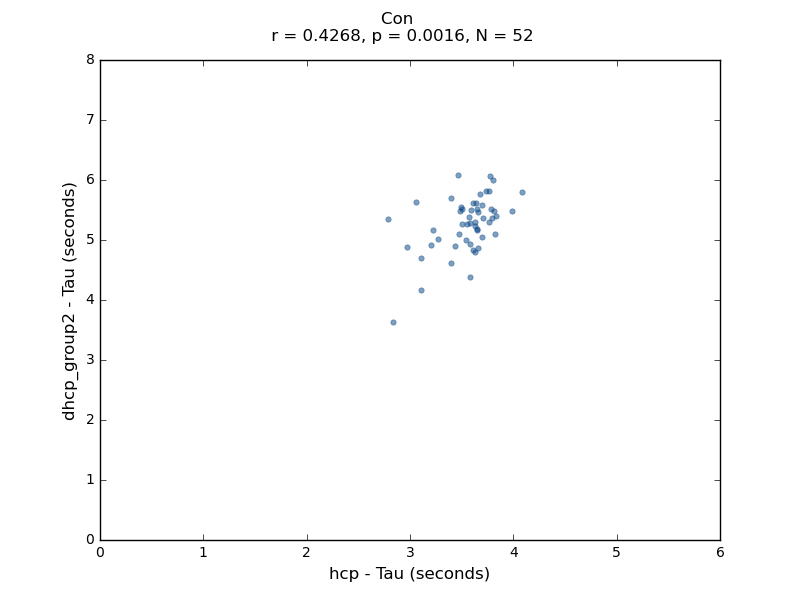 Con
r = 0.4268, p = 0.0016, N = 52
8
7
6
5
4
3
2
1
0
dhcp_group2 - Tau (seconds)
0 1 2 3 4 5 6
hcp - Tau (seconds)